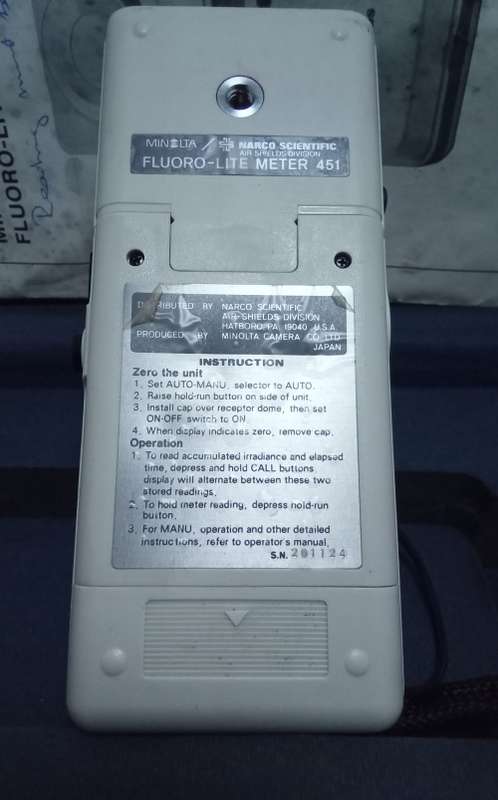 MINOLTA / NARCO SCIENTIFIC
AIR-SHIELDS DIVISION
FLUORO-LITE METER 451
DISTRIBUTED BY NARCO SCIENTIFIC
AIR-SHIELDS DIVISION
HATBORO PA. 19040 U.S.A
PRODUCED BY MINOLTA CAMERA CO. LTD.
JAPAN
INSTRUCTION
Zero the unit
1. Set AUTO-MANU. selector to AUTO.
2. Raise hold-run button on side of unit.
3. Install cap over receptor dome, then set
ON-OFF switch to ON.
4. When display indicates zero, remove cap.
Operation
1. To read accumulated irradiance and elapsed
time, depress and hold CALL buttons
display will alternate between these two
stored readings.
2. To hold meter reading, depress hold-run
button.
3. For MANU. operation and other detailed
instructions, refer to operator's manual.
S.N. 201124
FLUORO-LI
Reading must